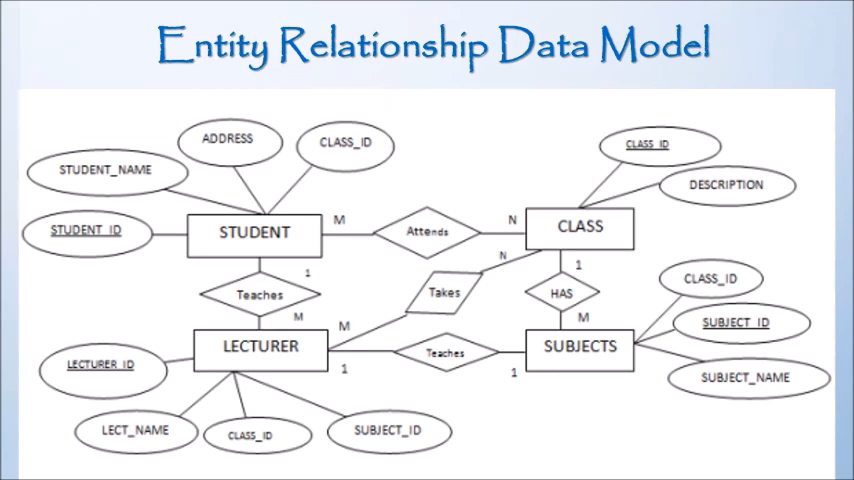 Entity Relationship Data Model
ADDRESS
CLASS_ID
STUDENT_NAME
STUDENT_ID
STUDENT
M
Attends
N
CLASS
CLASS_ID
DESCRIPTION
1
Teaches
M
N
Takes
M
1
HAS
M
CLASS_ID
SUBJECT_ID
SUBJECT_NAME
LECTURER
1
Teaches
1
SUBJECTS
LECTURER_ID
LECT_NAME
CLASS_ID
SUBJECT_ID